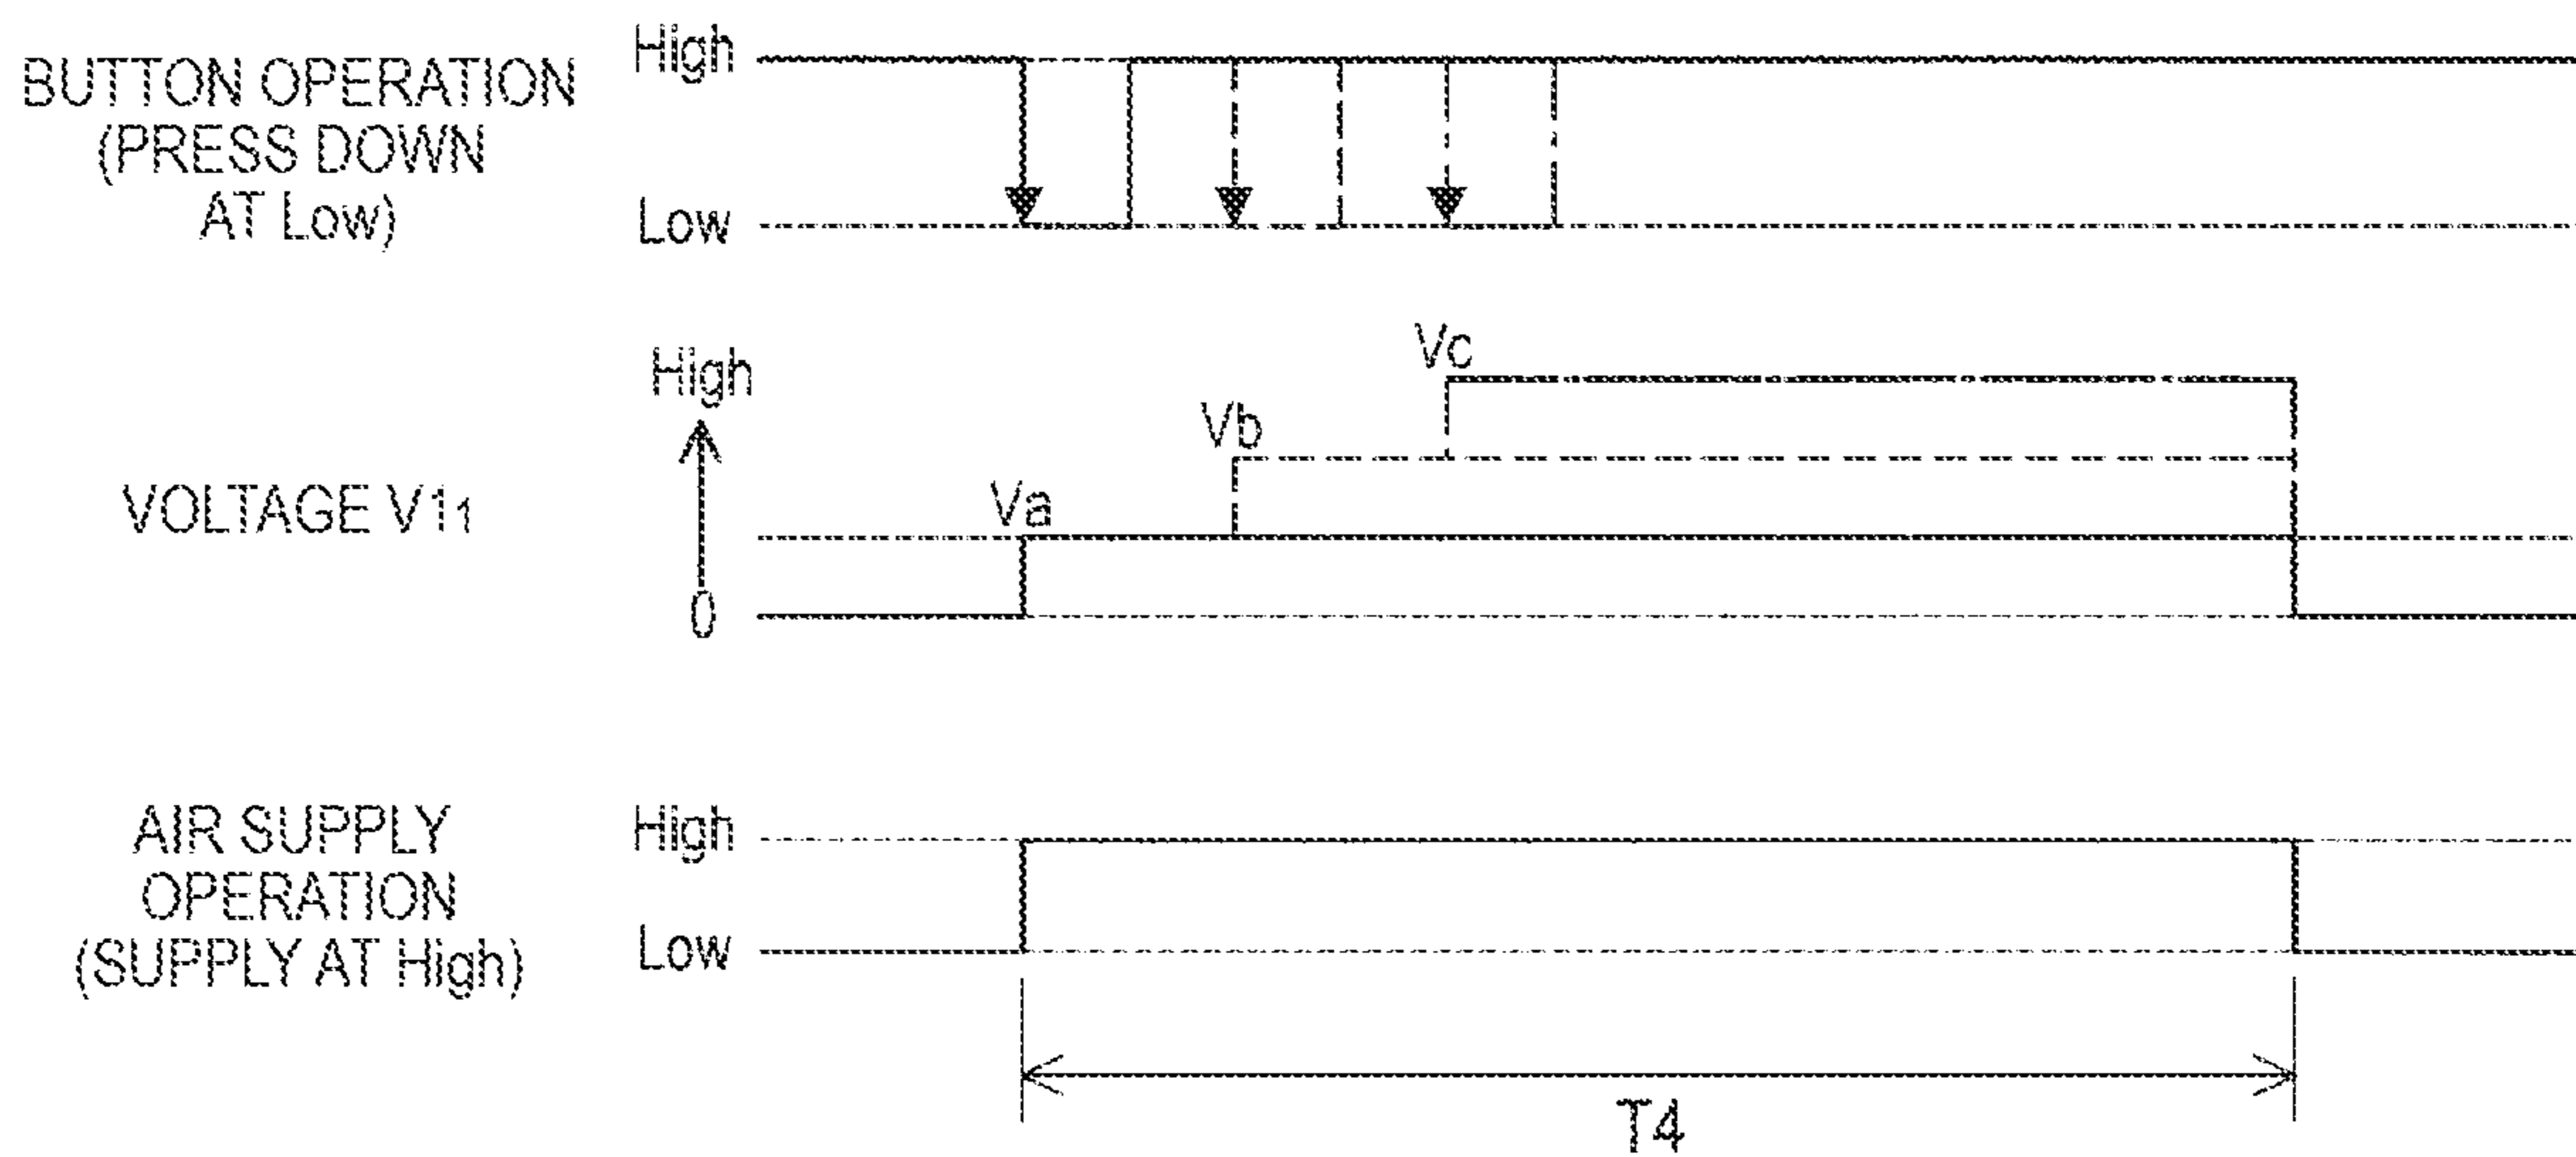 BUTTON OPERATION
(PRESS DOWN
AT Low)
High
Low
VOLTAGE V11
High
0
Va
Vb
Vc
AIR SUPPLY
OPERATION
(SUPPLY AT High)
High
Low
T4